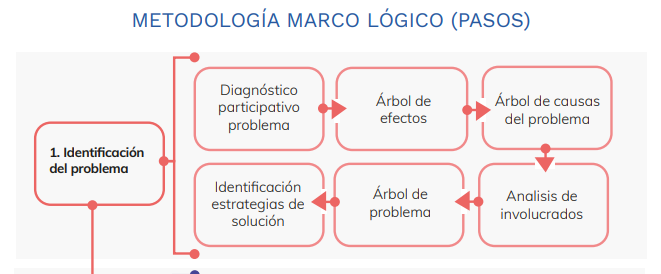 METODOLOGÍA MARCO LÓGICO (PASOS)
1. Identificación
del problema
Diagnóstico
participativo
problema
Árbol de
efectos
Árbol de causas
del problema
Analisis de
involucrados
Árbol de
problema
Identificación
estrategias de
solución